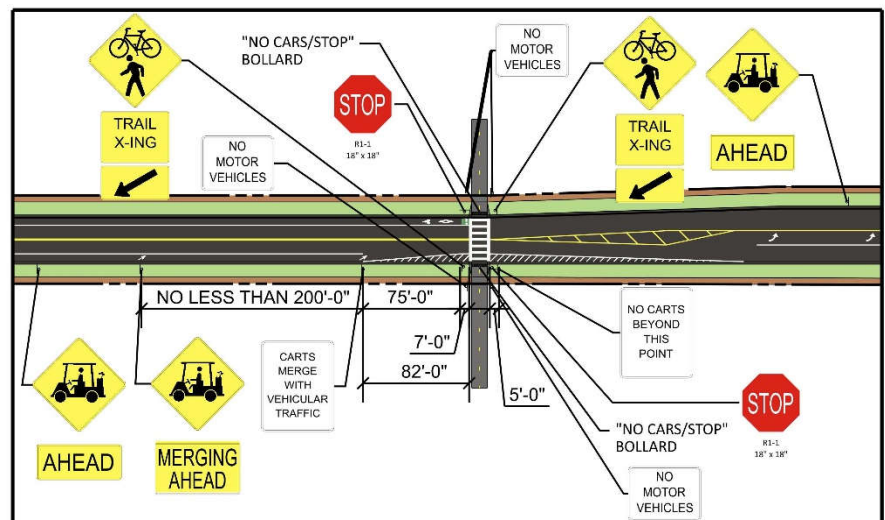 "NO CARS/STOP"
BOLLARD
NO
MOTOR
VEHICLES
STOP
R1-1
18" x 18"
TRAIL
X-ING
NO
MOTOR
VEHICLES
TRAIL
X-ING
AHEAD
NO LESS THAN 200'-0"
75'-0"
7'-0"
82'-0"
5'-0"
CARTS
MERGE
WITH
VEHICULAR
TRAFFIC
NO CARTS
BEYOND
THIS
POINT
AHEAD
MERGING
AHEAD
STOP
R1-1
18" x 18"
"NO CARS/STOP"
BOLLARD
NO
MOTOR
VEHICLES